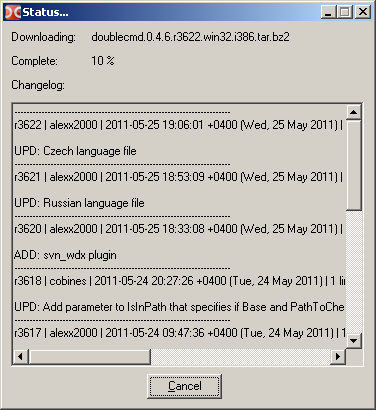 Status...
Downloading: doublecmd.0.4.6.r3622.win32.i386.tar.bz2
Complete: 10 %
Changelog:
------------------------------------------------------------------------
r3622 | alexx2000 | 2011-05-25 19:06:01 +0400 (Wed, 25 May 2011) |
UPD: Czech language file
------------------------------------------------------------------------
r3621 | alexx2000 | 2011-05-25 18:53:09 +0400 (Wed, 25 May 2011) |
UPD: Russian language file
------------------------------------------------------------------------
r3620 | alexx2000 | 2011-05-25 18:33:08 +0400 (Wed, 25 May 2011) |
ADD: svn_wdx plugin
------------------------------------------------------------------------
r3618 | cobines | 2011-05-24 20:27:26 +0400 (Tue, 24 May 2011) | 1 li
UPD: Add parameter to IsInPath that specifies if Base and PathToChe
------------------------------------------------------------------------
r3617 | alexx2000 | 2011-05-24 09:47:36 +0400 (Tue, 24 May 2011) | 1
Cancel